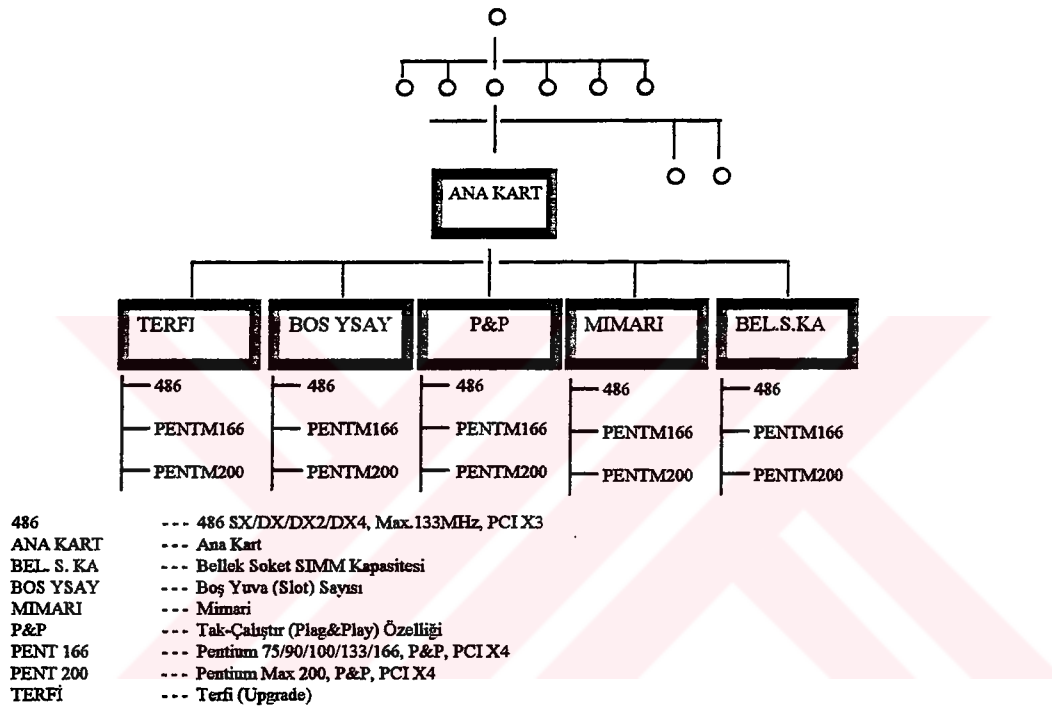 ANA KART
TERFI BOS YSAY P&P MIMARI BEL.S.KA
486 486 486 486 486
PENTM166 PENTM166 PENTM166 PENTM166 PENTM166
PENTM200 PENTM200 PENTM200 PENTM200 PENTM200
486 --- 486 SX/DX/DX2/DX4, Max.133MHz, PCI X3
ANA KART --- Ana Kart
BEL. S. KA --- Bellek Soket SIMM Kapasitesi
BOS YSAY --- Boş Yuva (Slot) Sayısı
MIMARI --- Mimari
P&P --- Tak-Çalıştır (Plag&Play) Özelliği
PENT 166 --- Pentium 75/90/100/133/166, P&P, PCI X4
PENT 200 --- Pentium Max 200, P&P, PCI X4
TERFİ --- Terfi (Upgrade)